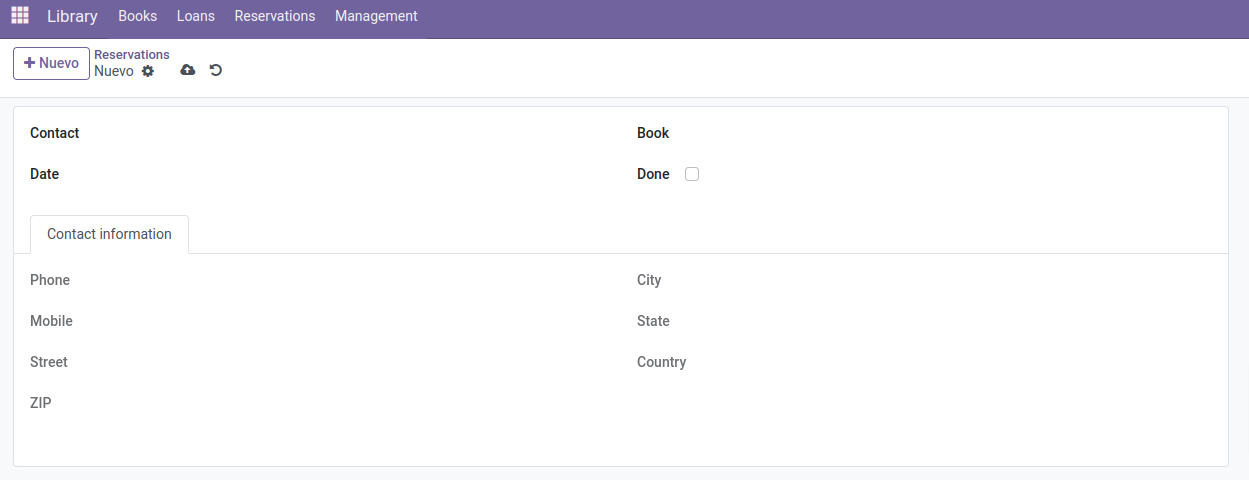 Library Books Loans Reservations Management
Nuevo
Reservations
Nuevo
Contact Book
Date Done
Contact information
Phone City
Mobile State
Street Country
ZIP